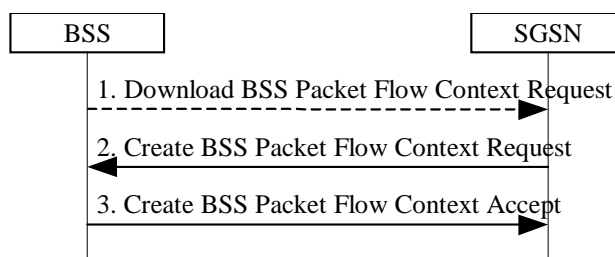 BSS
SGSN
1. Download BSS Packet Flow Context Request
2. Create BSS Packet Flow Context Request
3. Create BSS Packet Flow Context Accept